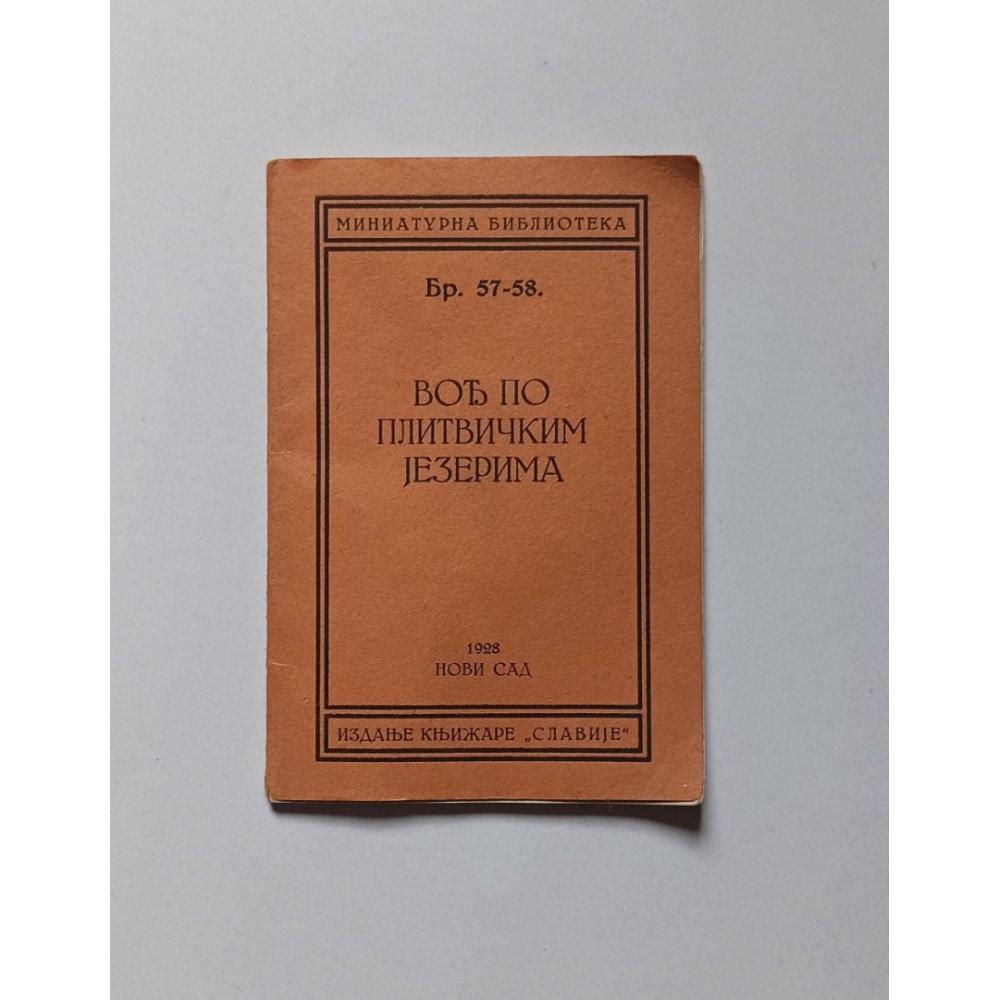 МИНИАТУРНА БИБЛИОТЕКА
Бр. 57-58.
ВОЂ ПО
ПЛИТВИЧКИМ
ЈЕЗЕРИМА
1928
НОВИ САД
ИЗДАЊЕ КЊИЖАРЕ „СЛАВИЈЕ“